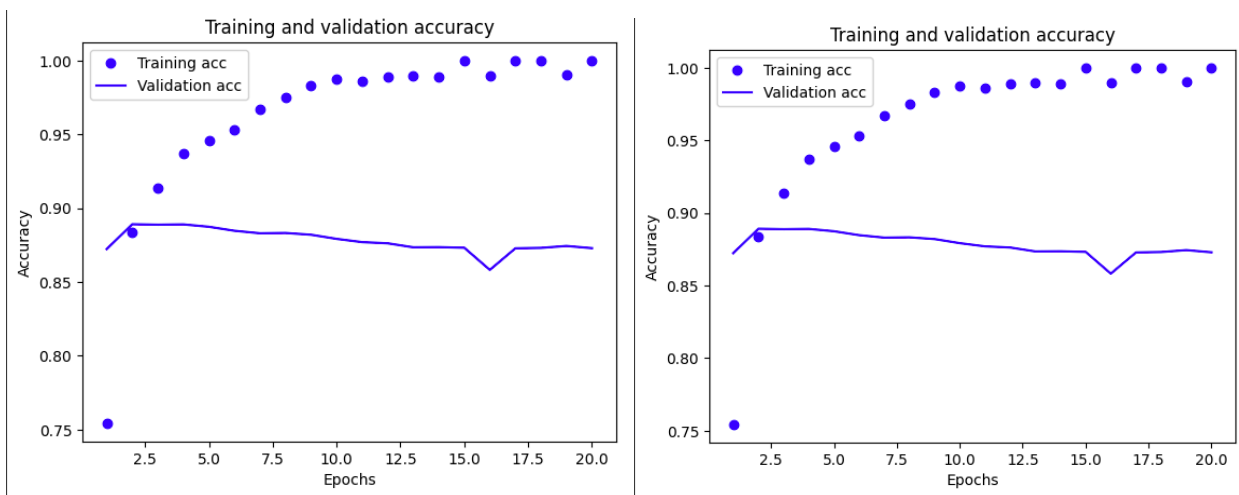 Training and validation accuracy
Training acc
Validation acc
1.00
0.95
0.90
0.85
0.80
0.75
Accuracy
2.5 5.0 7.5 10.0 12.5 15.0 17.5 20.0
Epochs
Training and validation accuracy
Training acc
Validation acc
1.00
0.95
0.90
0.85
0.80
0.75
Accuracy
2.5 5.0 7.5 10.0 12.5 15.0 17.5 20.0
Epochs